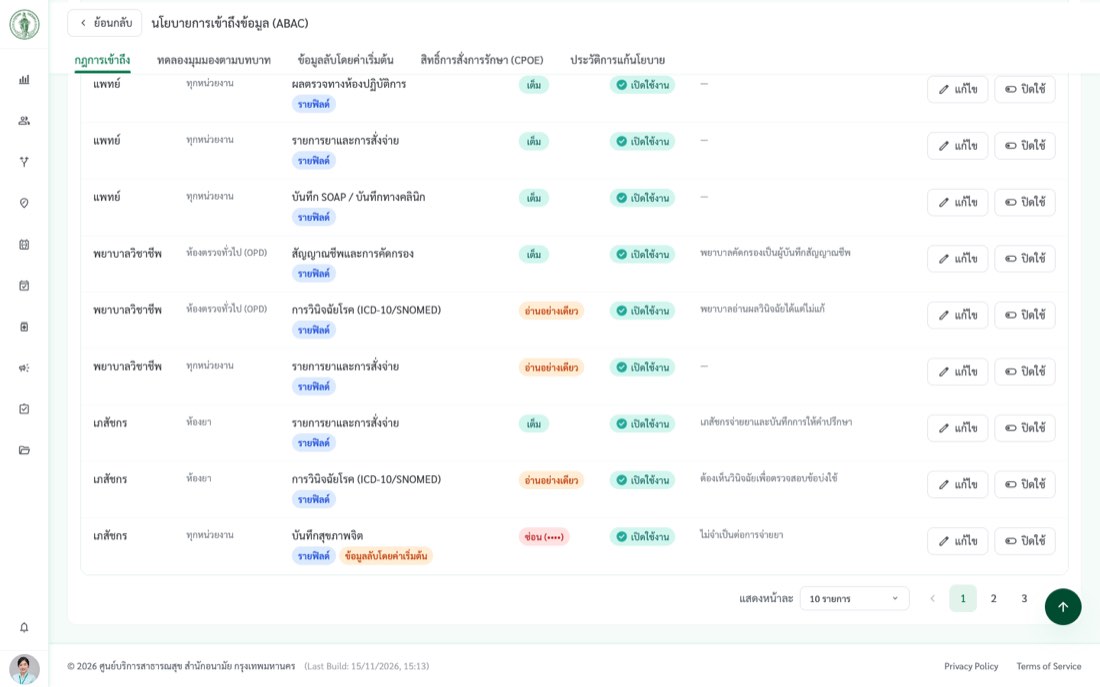 ย้อนกลับ นโยบายการเข้าถึงข้อมูล (ABAC)
กฎการเข้าถึง ทดลองมุมมองตามบทบาท ข้อมูลลับโดยค่าเริ่มต้น สิทธิ์การสั่งการรักษา (CPOE) ประวัติการแก้นโยบาย
แพทย์ ทุกหน่วยงาน ผลตรวจทางห้องปฏิบัติการ เต็ม เปิดใช้งาน — แก้ไข ปิดใช้
รายฟิลด์
แพทย์ ทุกหน่วยงาน รายการยาและการสั่งจ่าย เต็ม เปิดใช้งาน — แก้ไข ปิดใช้
รายฟิลด์
แพทย์ ทุกหน่วยงาน บันทึก SOAP / บันทึกทางคลินิก เต็ม เปิดใช้งาน — แก้ไข ปิดใช้
รายฟิลด์
พยาบาลวิชาชีพ ห้องตรวจทั่วไป (OPD) สัญญาณชีพและการคัดกรอง เต็ม เปิดใช้งาน พยาบาลคัดกรองเป็นผู้บันทึกสัญญาณชีพ แก้ไข ปิดใช้
รายฟิลด์
พยาบาลวิชาชีพ ห้องตรวจทั่วไป (OPD) การวินิจฉัยโรค (ICD-10/SNOMED) อ่านอย่างเดียว เปิดใช้งาน พยาบาลอ่านผลวินิจฉัยได้แต่ไม่แก้ แก้ไข ปิดใช้
รายฟิลด์
พยาบาลวิชาชีพ ทุกหน่วยงาน รายการยาและการสั่งจ่าย อ่านอย่างเดียว เปิดใช้งาน — แก้ไข ปิดใช้
รายฟิลด์
เภสัชกร ห้องยา รายการยาและการสั่งจ่าย เต็ม เปิดใช้งาน เภสัชกรจ่ายยาและบันทึกการให้คำปรึกษา แก้ไข ปิดใช้
รายฟิลด์
เภสัชกร ห้องยา การวินิจฉัยโรค (ICD-10/SNOMED) อ่านอย่างเดียว เปิดใช้งาน ต้องเห็นวินิจฉัยเพื่อตรวจสอบข้อบ่งใช้ แก้ไข ปิดใช้
รายฟิลด์
เภสัชกร ทุกหน่วยงาน บันทึกสุขภาพจิต ซ่อน (••••) เปิดใช้งาน ไม่จำเป็นต่อการจ่ายยา แก้ไข ปิดใช้
รายฟิลด์ ข้อมูลลับโดยค่าเริ่มต้น
แสดงหน้าละ 10 รายการ 1 2 3
© 2026 ศูนย์บริการสาธารณสุข สำนักอนามัย กรุงเทพมหานคร (Last Build: 15/11/2026, 15:13) Privacy Policy Terms of Service